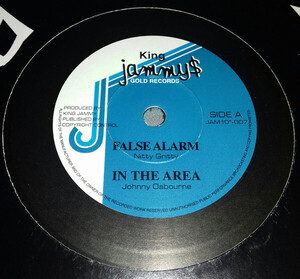 King
jammy$
GOLD RECORDS
PRODUCED BY
KING JAMMY
PUBLISHED BY
COPYRIGHT CONTROL
SIDE A
JAM10"-007
FALSE ALARM
Nitty Gritty
IN THE AREA
Johnny Osbourne